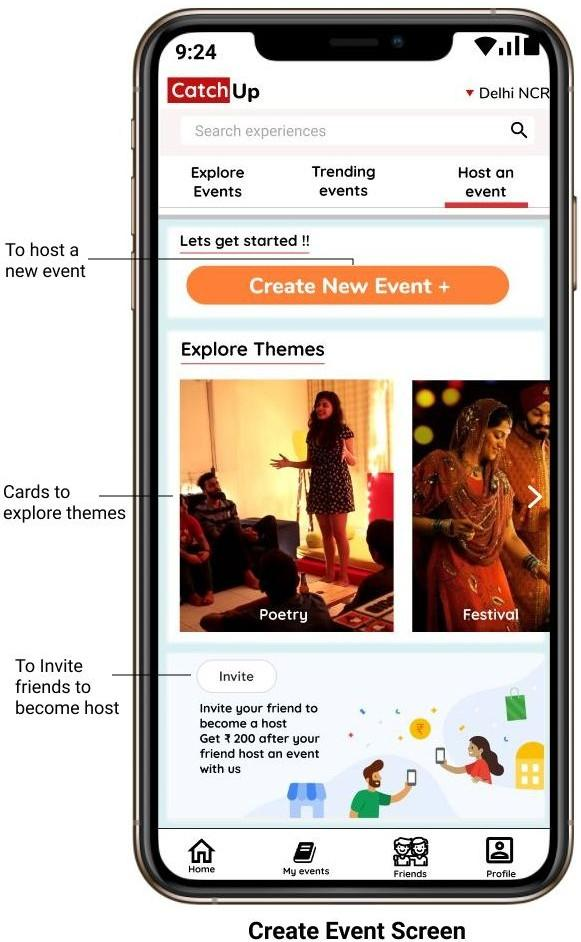 9:24
Catch Up
Delhi NCR
Search experiences
Explore
Events
Trending
events
Host an
event
Lets get started !!
To host a
new event
Create New Event +
Explore Themes
Cards to
explore themes
Poetry
Festival
To Invite
friends to
become host
Invite
Invite your friend to
become a host
Get ₹ 200 after your
friend host an event
with us
₹
Home
My events
Friends
Profile
Create Event Screen